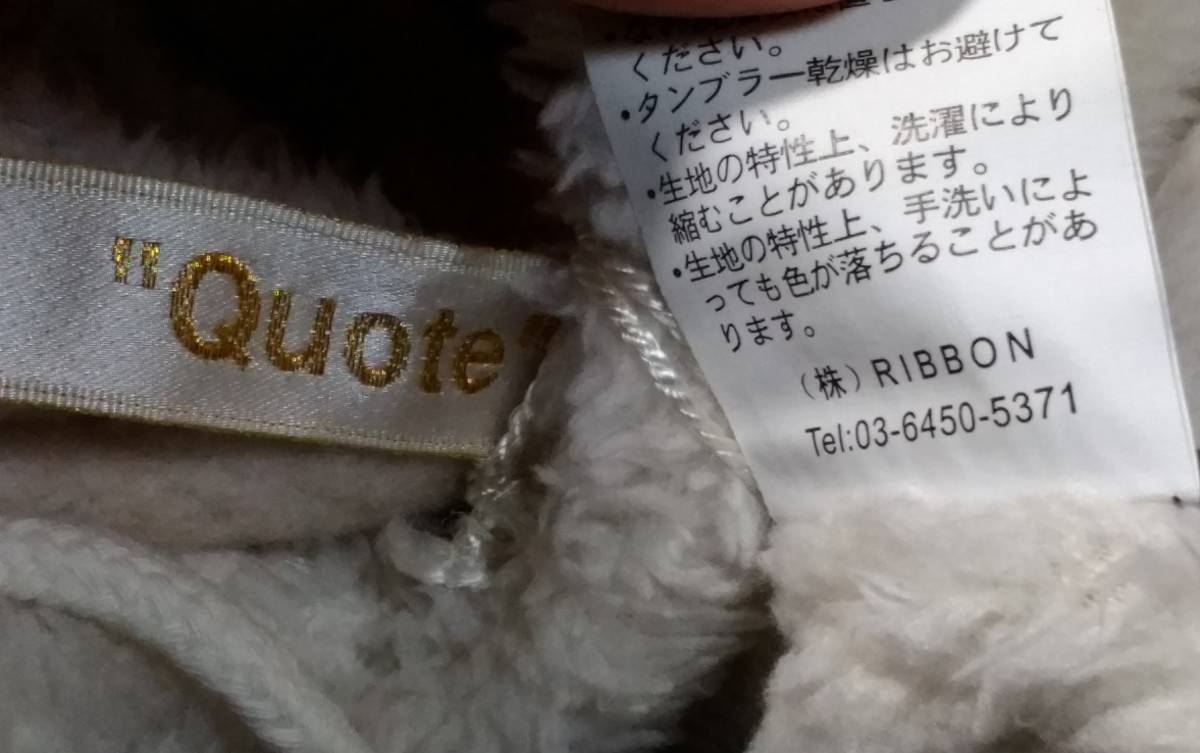 "Quote"
ください。
・タンブラー乾燥はお避けて
ください。
・生地の特性上、洗濯により
縮むことがあります。
・生地の特性上、手洗いによ
っても色が落ちることがあ
ります。
(株) RIBBON
Tel:03-6450-5371